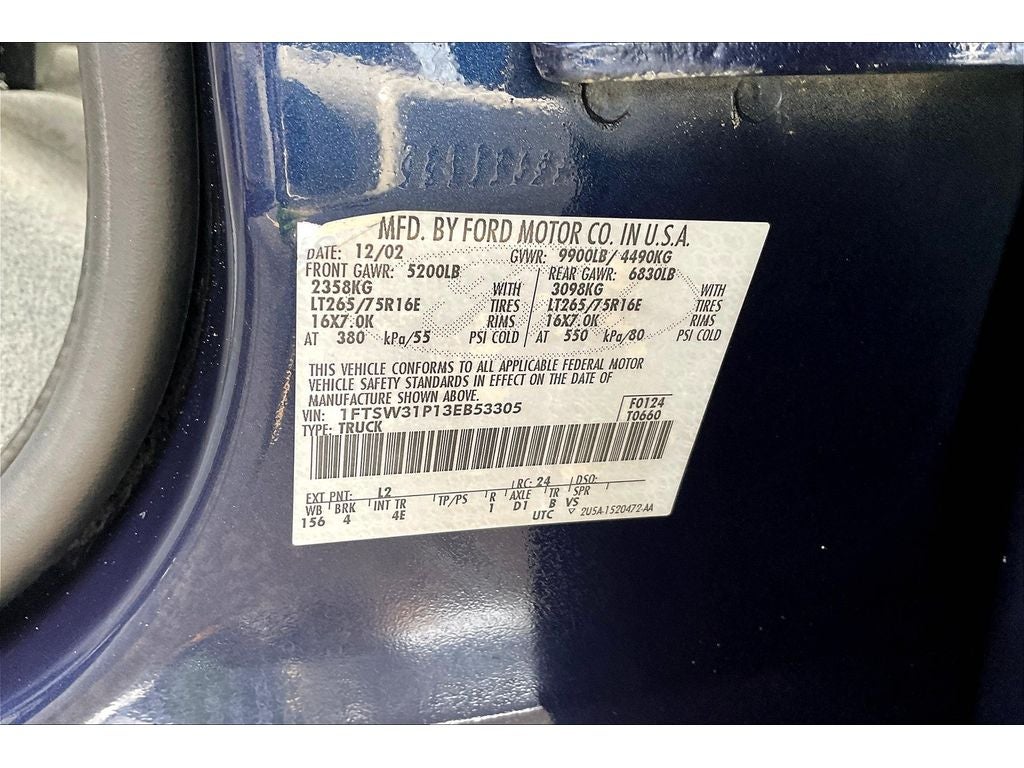 MFD. BY FORD MOTOR CO. IN U.S.A.
DATE: 12/02 GVWR: 9900LB/ 4490KG
FRONT GAWR: 5200LB REAR GAWR: 6830LB
2358KG WITH 3098KG WITH
LT265/75R16E TIRES LT265/75R16E TIRES
16X7.0K RIMS 16X7.0K RIMS
AT 380 kPa/55 PSI COLD AT 550 kPa/80 PSI COLD
THIS VEHICLE CONFORMS TO ALL APPLICABLE FEDERAL MOTOR
VEHICLE SAFETY STANDARDS IN EFFECT ON THE DATE OF
MANUFACTURE SHOWN ABOVE.
VIN: 1FTSW31P13EB53305 F0124
TYPE: TRUCK T0660
EXT PNT: L2 RC: 24 DSO:
WB BRK INT TR TP/PS R AXLE TR SPR
156 4 4E 1 D1 B VS
UTC 2U5A-1520472-AA